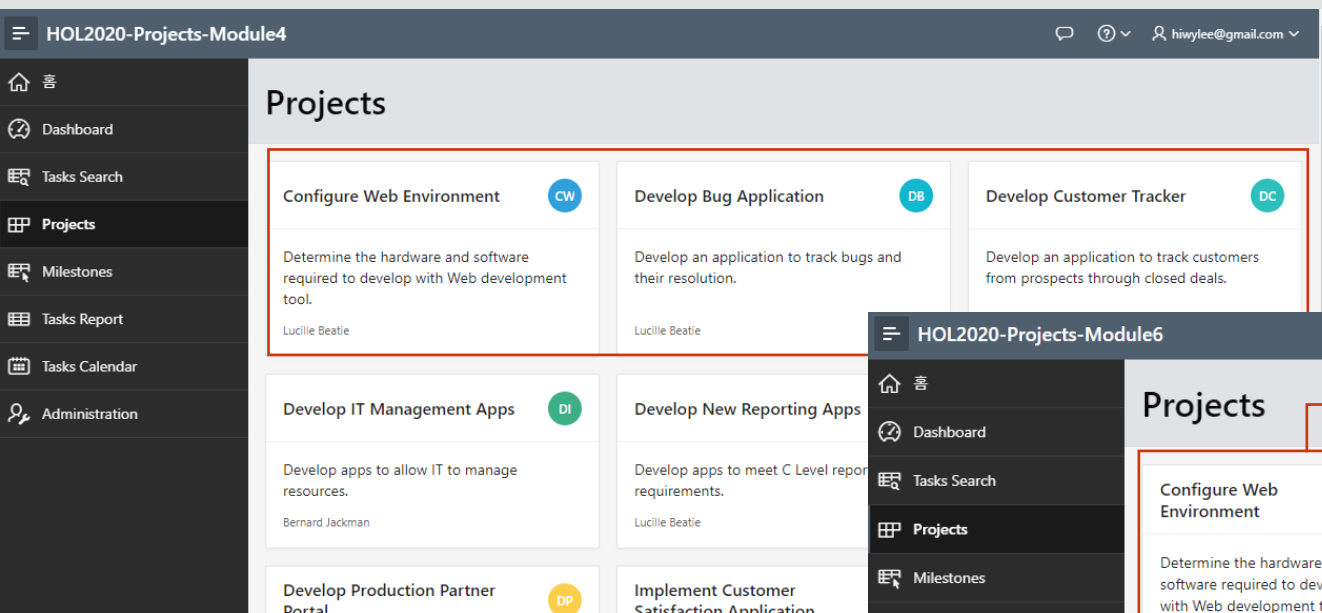 HOL2020-Projects-Module4
hiwylee@gmail.com
홈
Dashboard
Tasks Search
Projects
Milestones
Tasks Report
Tasks Calendar
Administration
Projects
Configure Web Environment
CW
Determine the hardware and software
required to develop with Web development
tool.
Lucille Beatie
Develop Bug Application
DB
Develop an application to track bugs and
their resolution.
Lucille Beatie
Develop Customer Tracker
DC
Develop an application to track customers
from prospects through closed deals.
Develop IT Management Apps
DI
Develop apps to allow IT to manage
resources.
Bernard Jackman
Develop New Reporting Apps
Develop apps to meet C Level repor
requirements.
Lucille Beatie
Develop Production Partner
Portal
DP
Implement Customer
Satisfaction Application
HOL2020-Projects-Module6
홈
Dashboard
Tasks Search
Projects
Milestones
Projects
Configure Web
Environment
Determine the hardware
software required to dev
with Web development t